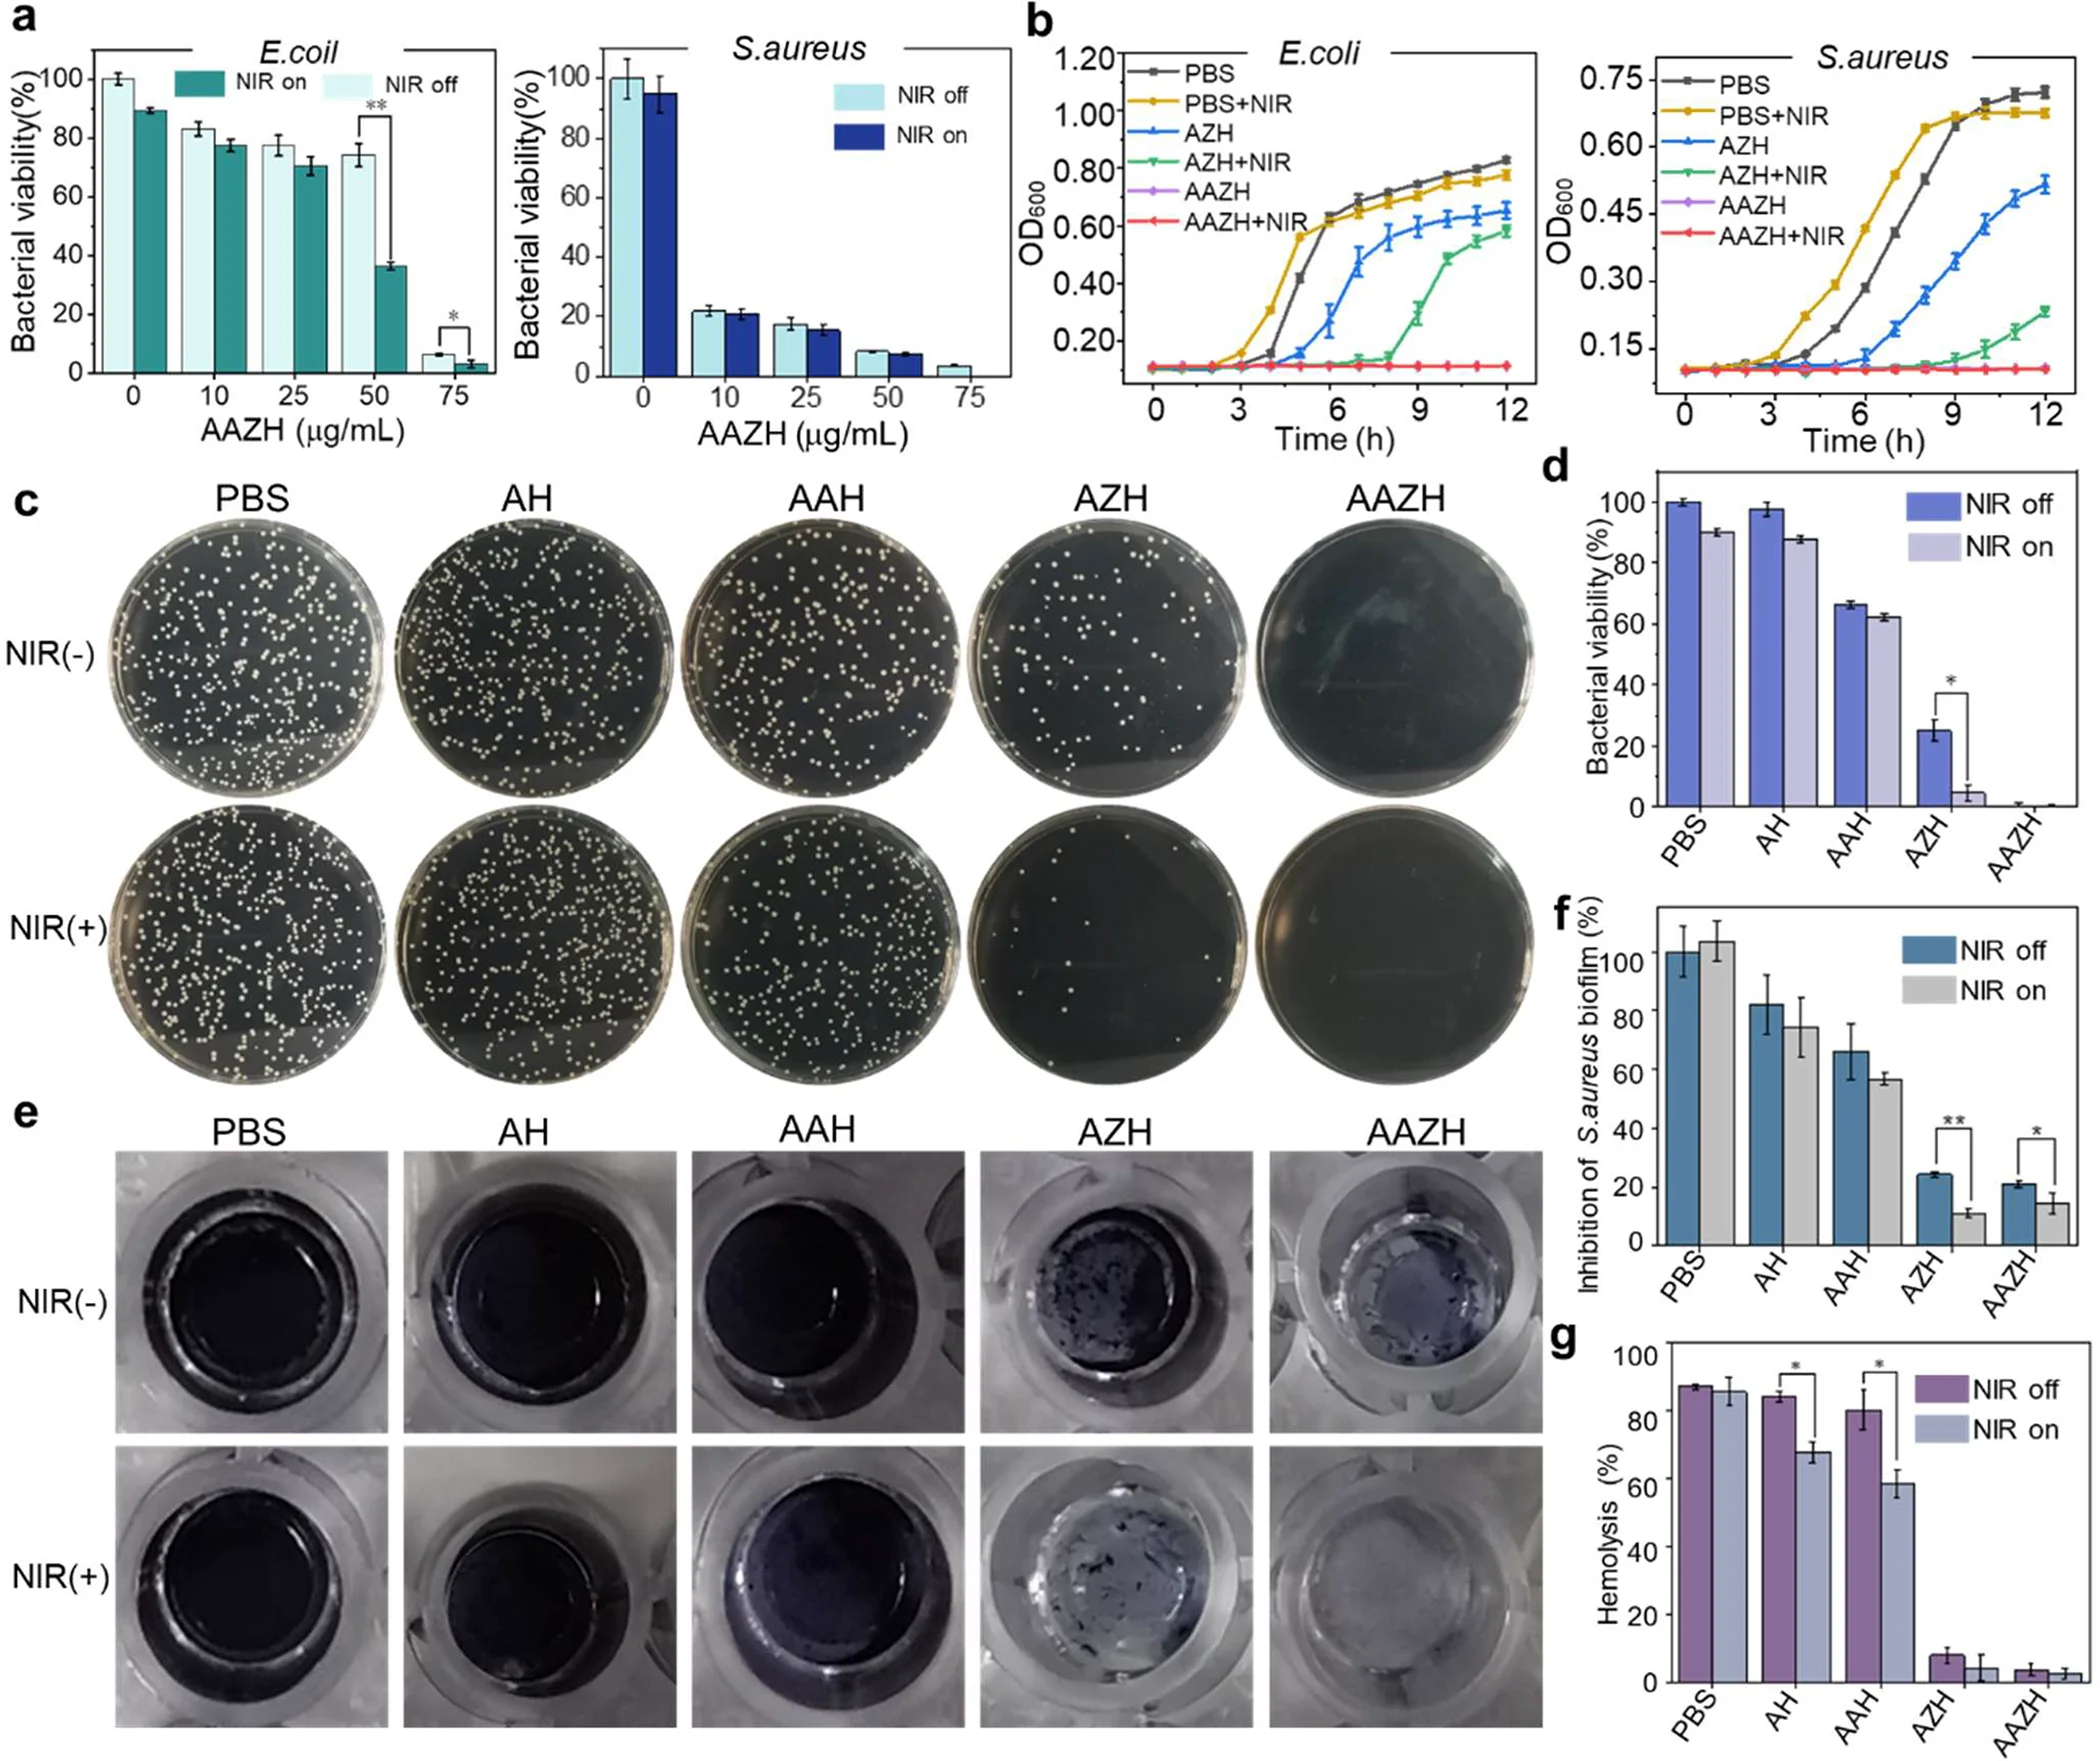 a
E.coil
NIR on
NIR off
**
*
Bacterial viability(%)
100
80
60
40
20
0
0 10 25 50 75
AAZH (μg/mL)
S.aureus
NIR off
NIR on
Bacterial viability(%)
100
80
60
40
20
0
0 10 25 50 75
AAZH (μg/mL)
b
E.coli
PBS
PBS+NIR
AZH
AZH+NIR
AAZH
AAZH+NIR
OD600
1.20
1.00
0.80
0.60
0.40
0.20
0 3 6 9 12
Time (h)
S.aureus
PBS
PBS+NIR
AZH
AZH+NIR
AAZH
AAZH+NIR
OD600
0.75
0.60
0.45
0.30
0.15
0 3 6 9 12
Time (h)
c
PBS AH AAH AZH AAZH
NIR(-)
NIR(+)
d
NIR off
NIR on
*
Bacterial viability (%)
100
80
60
40
20
0
PBS AH AAH AZH AAZH
e
PBS AH AAH AZH AAZH
NIR(-)
NIR(+)
f
NIR off
NIR on
**
*
Inhibition of S.aureus biofilm (%)
100
80
60
40
20
0
PBS AH AAH AZH AAZH
g
NIR off
NIR on
*
*
Hemolysis (%)
100
80
60
40
20
0
PBS AH AAH AZH AAZH